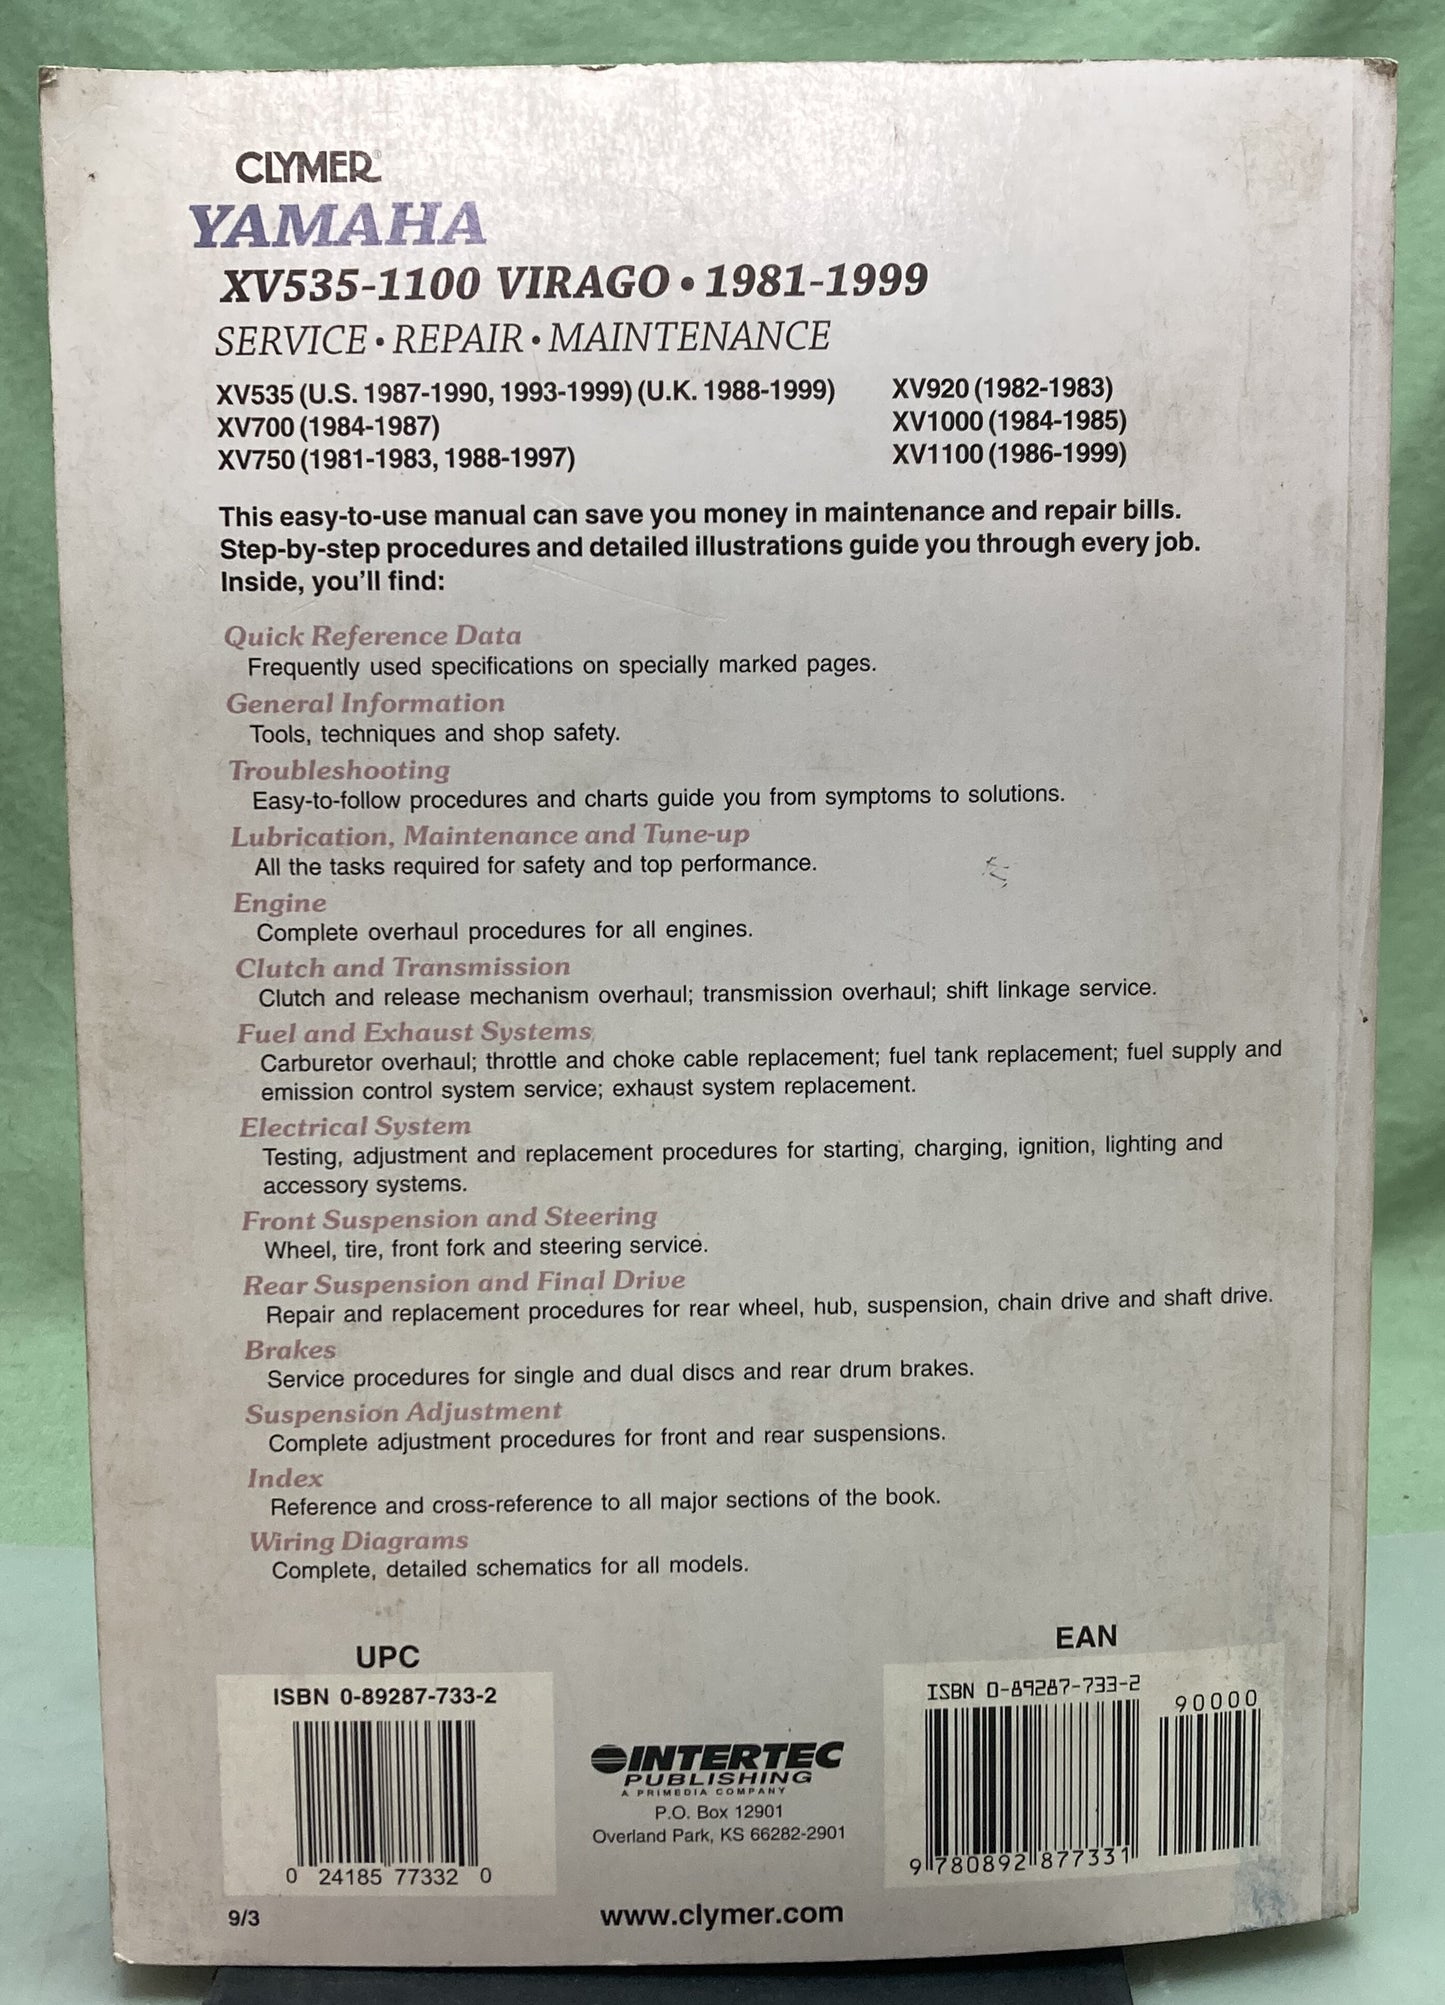 CLYMER®
YAMAHA
XV535-1100 VIRAGO • 1981-1999
SERVICE • REPAIR • MAINTENANCE
XV535 (U.S. 1987-1990, 1993-1999) (U.K. 1988-1999)
XV700 (1984-1987)
XV750 (1981-1983, 1988-1997)
XV920 (1982-1983)
XV1000 (1984-1985)
XV1100 (1986-1999)
This easy-to-use manual can save you money in maintenance and repair bills.
Step-by-step procedures and detailed illustrations guide you through every job.
Inside, you'll find:
Quick Reference Data
Frequently used specifications on specially marked pages.
General Information
Tools, techniques and shop safety.
Troubleshooting
Easy-to-follow procedures and charts guide you from symptoms to solutions.
Lubrication, Maintenance and Tune-up
All the tasks required for safety and top performance.
Engine
Complete overhaul procedures for all engines.
Clutch and Transmission
Clutch and release mechanism overhaul; transmission overhaul; shift linkage service.
Fuel and Exhaust Systems
Carburetor overhaul; throttle and choke cable replacement; fuel tank replacement; fuel supply and
emission control system service; exhaust system replacement.
Electrical System
Testing, adjustment and replacement procedures for starting, charging, ignition, lighting and
accessory systems.
Front Suspension and Steering
Wheel, tire, front fork and steering service.
Rear Suspension and Final Drive
Repair and replacement procedures for rear wheel, hub, suspension, chain drive and shaft drive.
Brakes
Service procedures for single and dual discs and rear drum brakes.
Suspension Adjustment
Complete adjustment procedures for front and rear suspensions.
Index
Reference and cross-reference to all major sections of the book.
Wiring Diagrams
Complete, detailed schematics for all models.
UPC
ISBN 0-89287-733-2
0 24185 77332 0
9/3
INTERTEC
PUBLISHING
A PRIMEDIA COMPANY
P.O. Box 12901
Overland Park, KS 66282-2901
www.clymer.com
EAN
ISBN 0-89287-733-2
90000
9 780892 877331